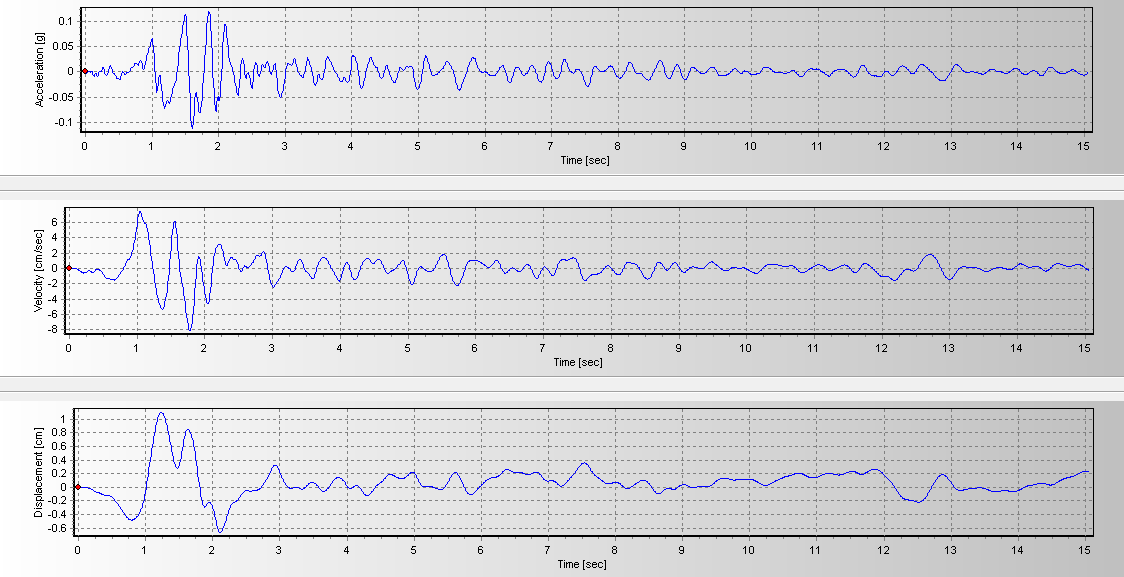 Acceleration [g]
0.1
0.05
0
-0.05
-0.1
0 1 2 3 4 5 6 7 8 9 10 11 12 13 14 15
Time [sec]
Velocity [cm/sec]
6
4
2
0
-2
-4
-6
-8
0 1 2 3 4 5 6 7 8 9 10 11 12 13 14 15
Time [sec]
Displacement [cm]
1
0.8
0.6
0.4
0.2
0
-0.2
-0.4
-0.6
0 1 2 3 4 5 6 7 8 9 10 11 12 13 14 15
Time [sec]